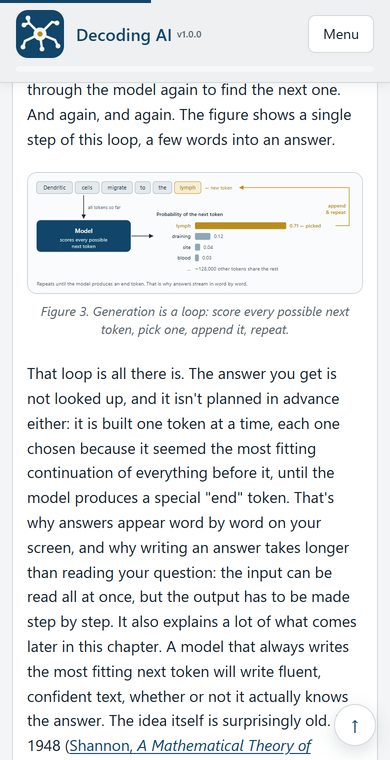 Decoding AI v1.0.0
Menu
through the model again to find the next one.
And again, and again. The figure shows a single
step of this loop, a few words into an answer.
Dendritic cells migrate to the lymph ← new token
append
& repeat
all tokens so far
Model
scores every possible
next token
Probability of the next token
lymph 0.71 — picked
draining 0.12
site 0.04
blood 0.03
... ~128,000 other tokens share the rest
Repeats until the model produces an end token. That is why answers stream in word by word.
Figure 3. Generation is a loop: score every possible next
token, pick one, append it, repeat.
That loop is all there is. The answer you get is
not looked up, and it isn't planned in advance
either: it is built one token at a time, each one
chosen because it seemed the most fitting
continuation of everything before it, until the
model produces a special "end" token. That's
why answers appear word by word on your
screen, and why writing an answer takes longer
than reading your question: the input can be
read all at once, but the output has to be made
step by step. It also explains a lot of what comes
later in this chapter. A model that always writes
the most fitting next token will write fluent,
confident text, whether or not it actually knows
the answer. The idea itself is surprisingly old.
1948 (Shannon, A Mathematical Theory of
↑